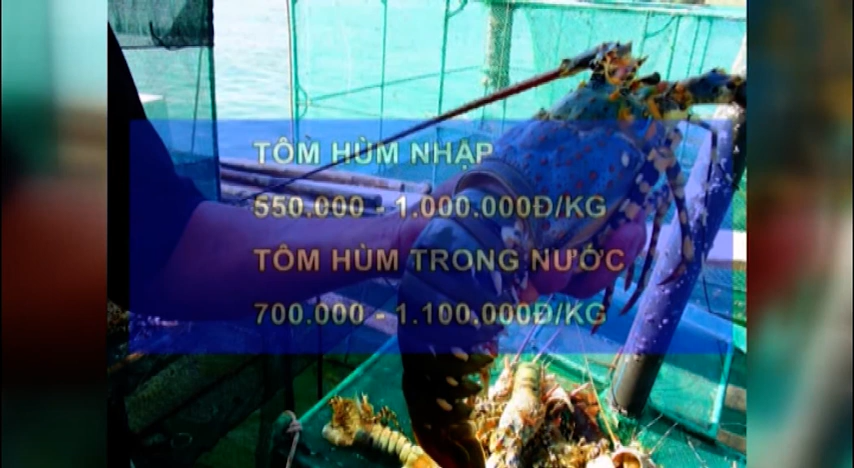 TÔM HÙM NHẬP
550.000 - 1.000.000Đ/KG
TÔM HÙM TRONG NƯỚC
700.000 - 1.100.000Đ/KG